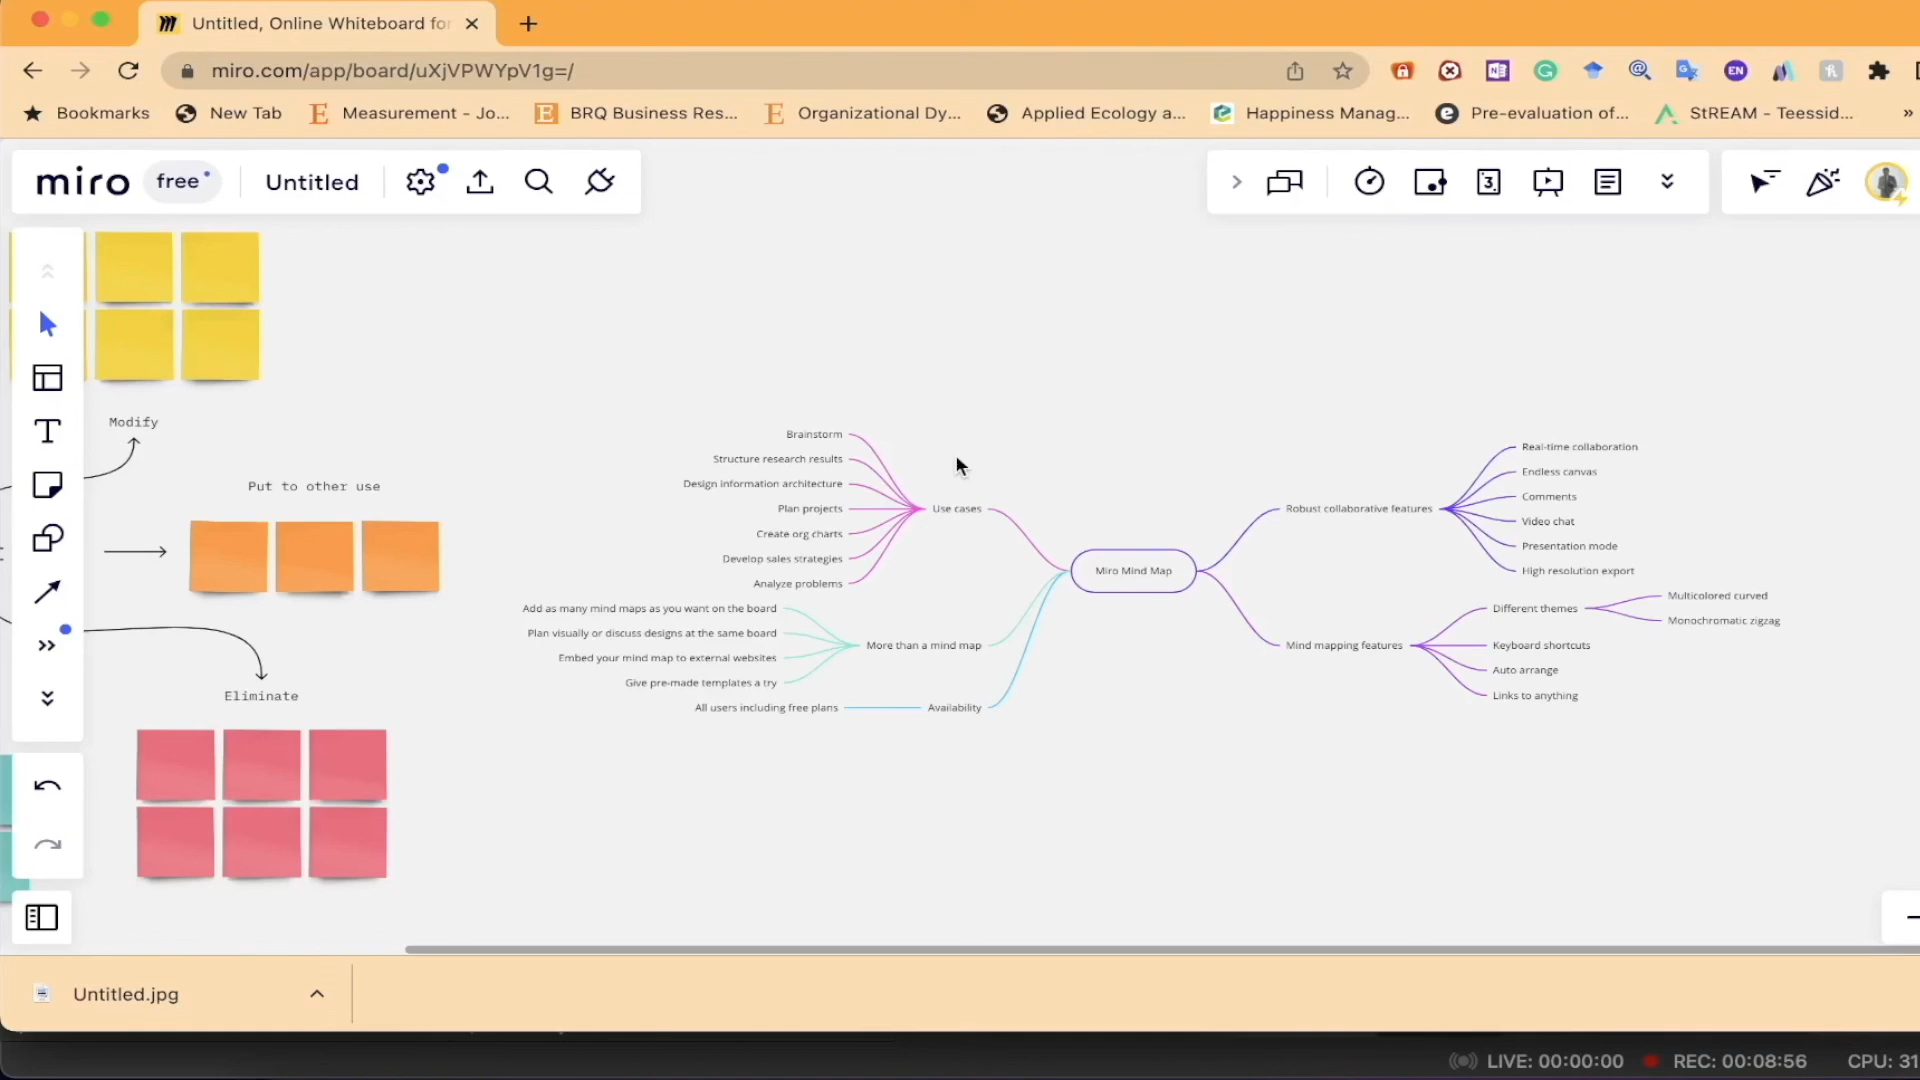 Untitled, Online Whiteboard for
miro.com/app/board/uXjVPWYpV1g=/
EN
Bookmarks
New Tab
Measurement - Jo...
BRQ Business Res...
Organizational Dy...
Applied Ecology a...
Happiness Manag...
Pre-evaluation of...
StREAM - Teessid...
»
miro
free
Untitled
3
Modify
Put to other use
Eliminate
Brainstorm
Structure research results
Design information architecture
Plan projects
Create org charts
Develop sales strategies
Analyze problems
Use cases
Add as many mind maps as you want on the board
Plan visually or discuss designs at the same board
Embed your mind map to external websites
Give pre-made templates a try
More than a mind map
All users including free plans
Availability
Miro Mind Map
Robust collaborative features
Real-time collaboration
Endless canvas
Comments
Video chat
Presentation mode
High resolution export
Mind mapping features
Different themes
Multicolored curved
Monochromatic zigzag
Keyboard shortcuts
Auto arrange
Links to anything
Untitled.jpg
LIVE: 00:00:00
REC: 00:08:56
CPU: 31